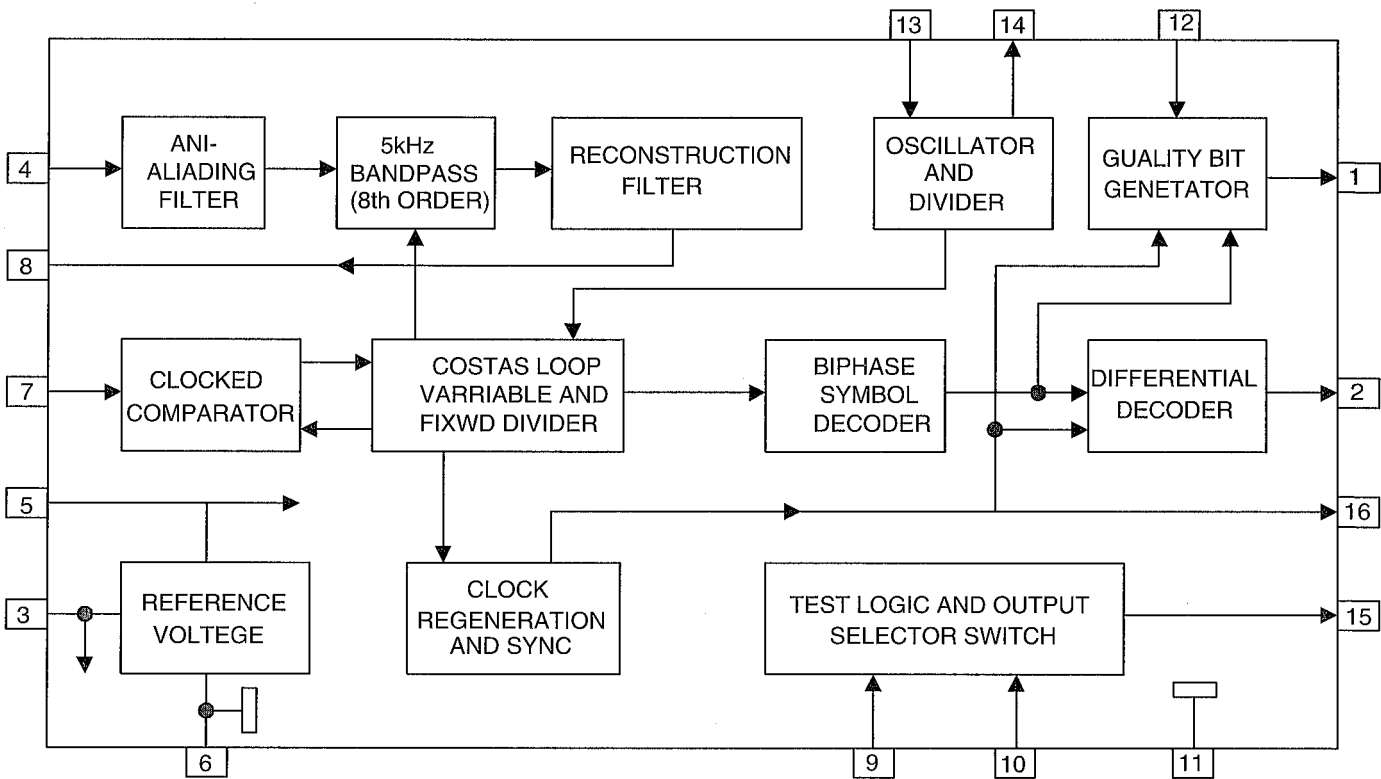 13
14
12
4
ANI-
ALIADING
FILTER
5kHz
BANDPASS
(8th ORDER)
RECONSTRUCTION
FILTER
OSCILLATOR
AND
DIVIDER
GUALITY BIT
GENETATOR
1
8
7
CLOCKED
COMPARATOR
COSTAS LOOP
VARRIABLE AND
FIXWD DIVIDER
BIPHASE
SYMBOL
DECODER
DIFFERENTIAL
DECODER
2
5
16
3
REFERENCE
VOLTEGE
CLOCK
REGENERATION
AND SYNC
TEST LOGIC AND OUTPUT
SELECTOR SWITCH
15
6
9
10
11